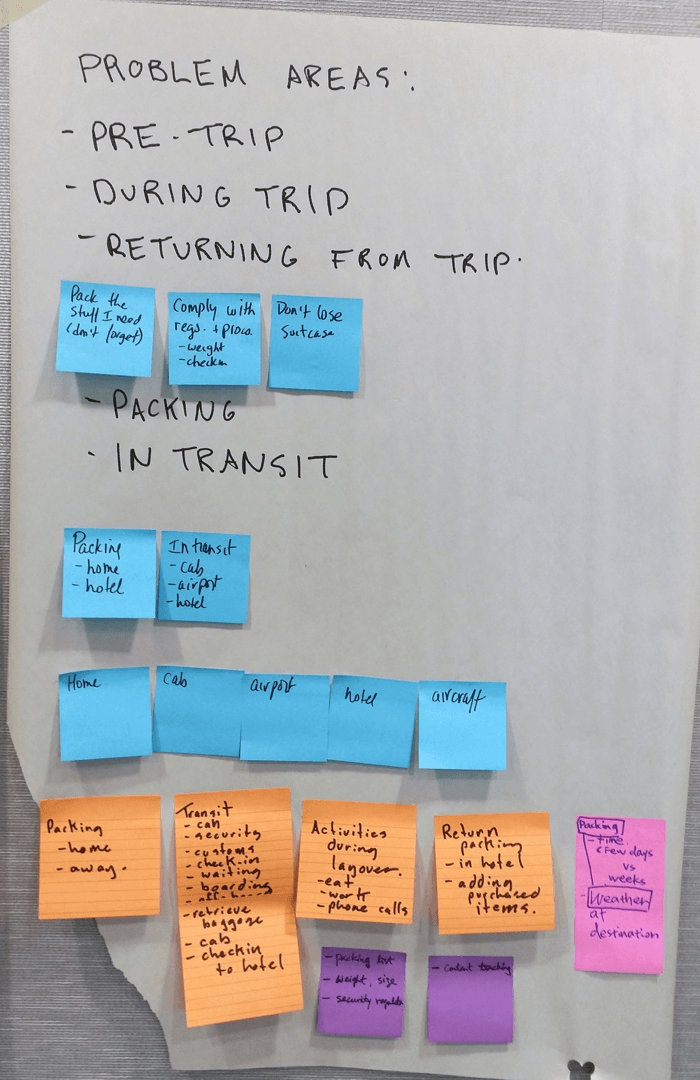 PROBLEM AREAS:
- PRE-TRIP
- DURING TRIP
- RETURNING FROM TRIP.
Pack the
stuff I need
(don't forget)
Comply with
regs. + procs.
- weight
- checkin
Don't lose
suitcase
- PACKING
- IN TRANSIT
Packing
- home
- hotel
In transit
- cab
- airport
- hotel
Home
Cab
airport
hotel
aircraft
Packing
- home
- away.
Transit
- cab
- security
- customs
- check-in
- waiting
- boarding
- retrieve
baggage
- cab
- checkin
to hotel
Activities
during
layover.
- eat
- work
- phone calls
Return
packing
- in hotel
- adding
purchased
items.
Packing
- time
(Few days
vs
weeks
- Weather
at
destination
- packing list
- weight, size
- security
- content tracking